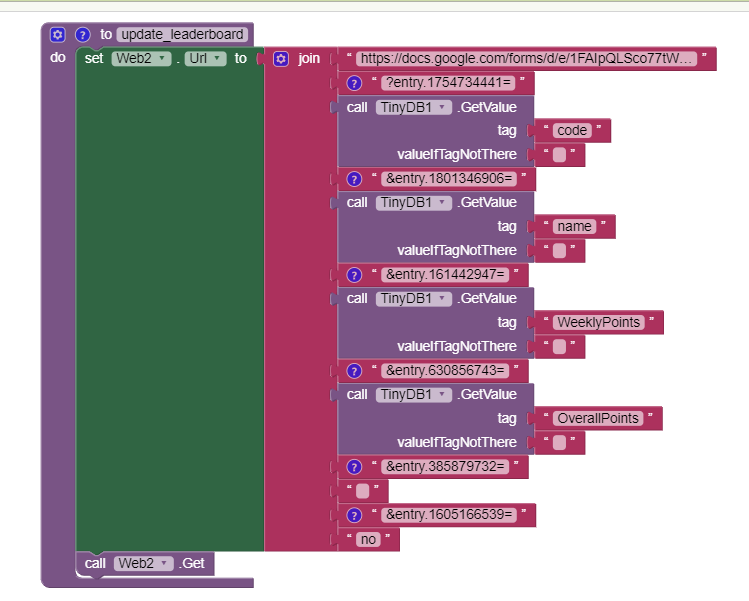 ? to update_leaderboard
do set Web2 . Url to join " https://docs.google.com/forms/d/e/1FAIpQLSco77tW... "
? " ?entry.1754734441= "
call TinyDB1 .GetValue
tag " code "
valueIfTagNotThere " "
? " &entry.1801346906= "
call TinyDB1 .GetValue
tag " name "
valueIfTagNotThere " "
? " &entry.161442947= "
call TinyDB1 .GetValue
tag " WeeklyPoints "
valueIfTagNotThere " "
? " &entry.630856743= "
call TinyDB1 .GetValue
tag " OverallPoints "
valueIfTagNotThere " "
? " &entry.385879732= "
" "
? " &entry.1605166539= "
" no "
call Web2 .Get